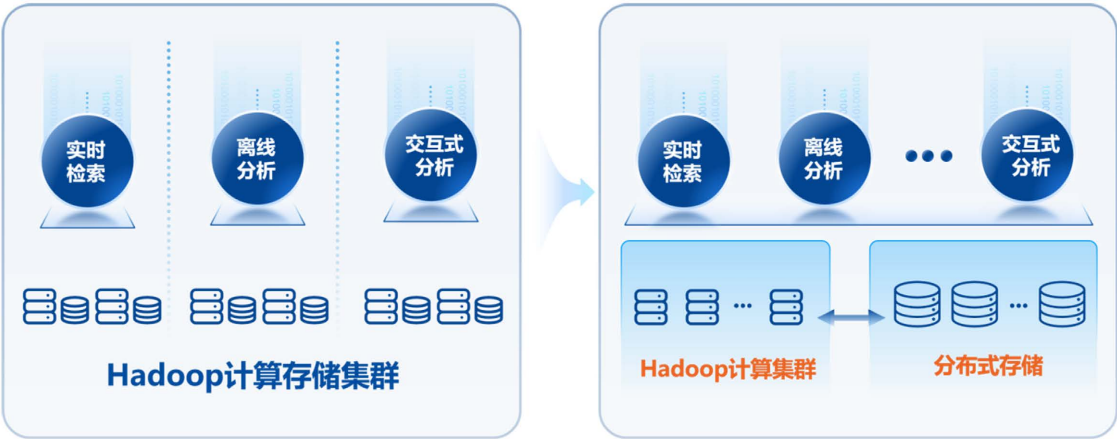 实时
检索
离线
分析
交互式
分析
Hadoop计算存储集群
实时
检索
离线
分析
交互式
分析
Hadoop计算集群
分布式存储